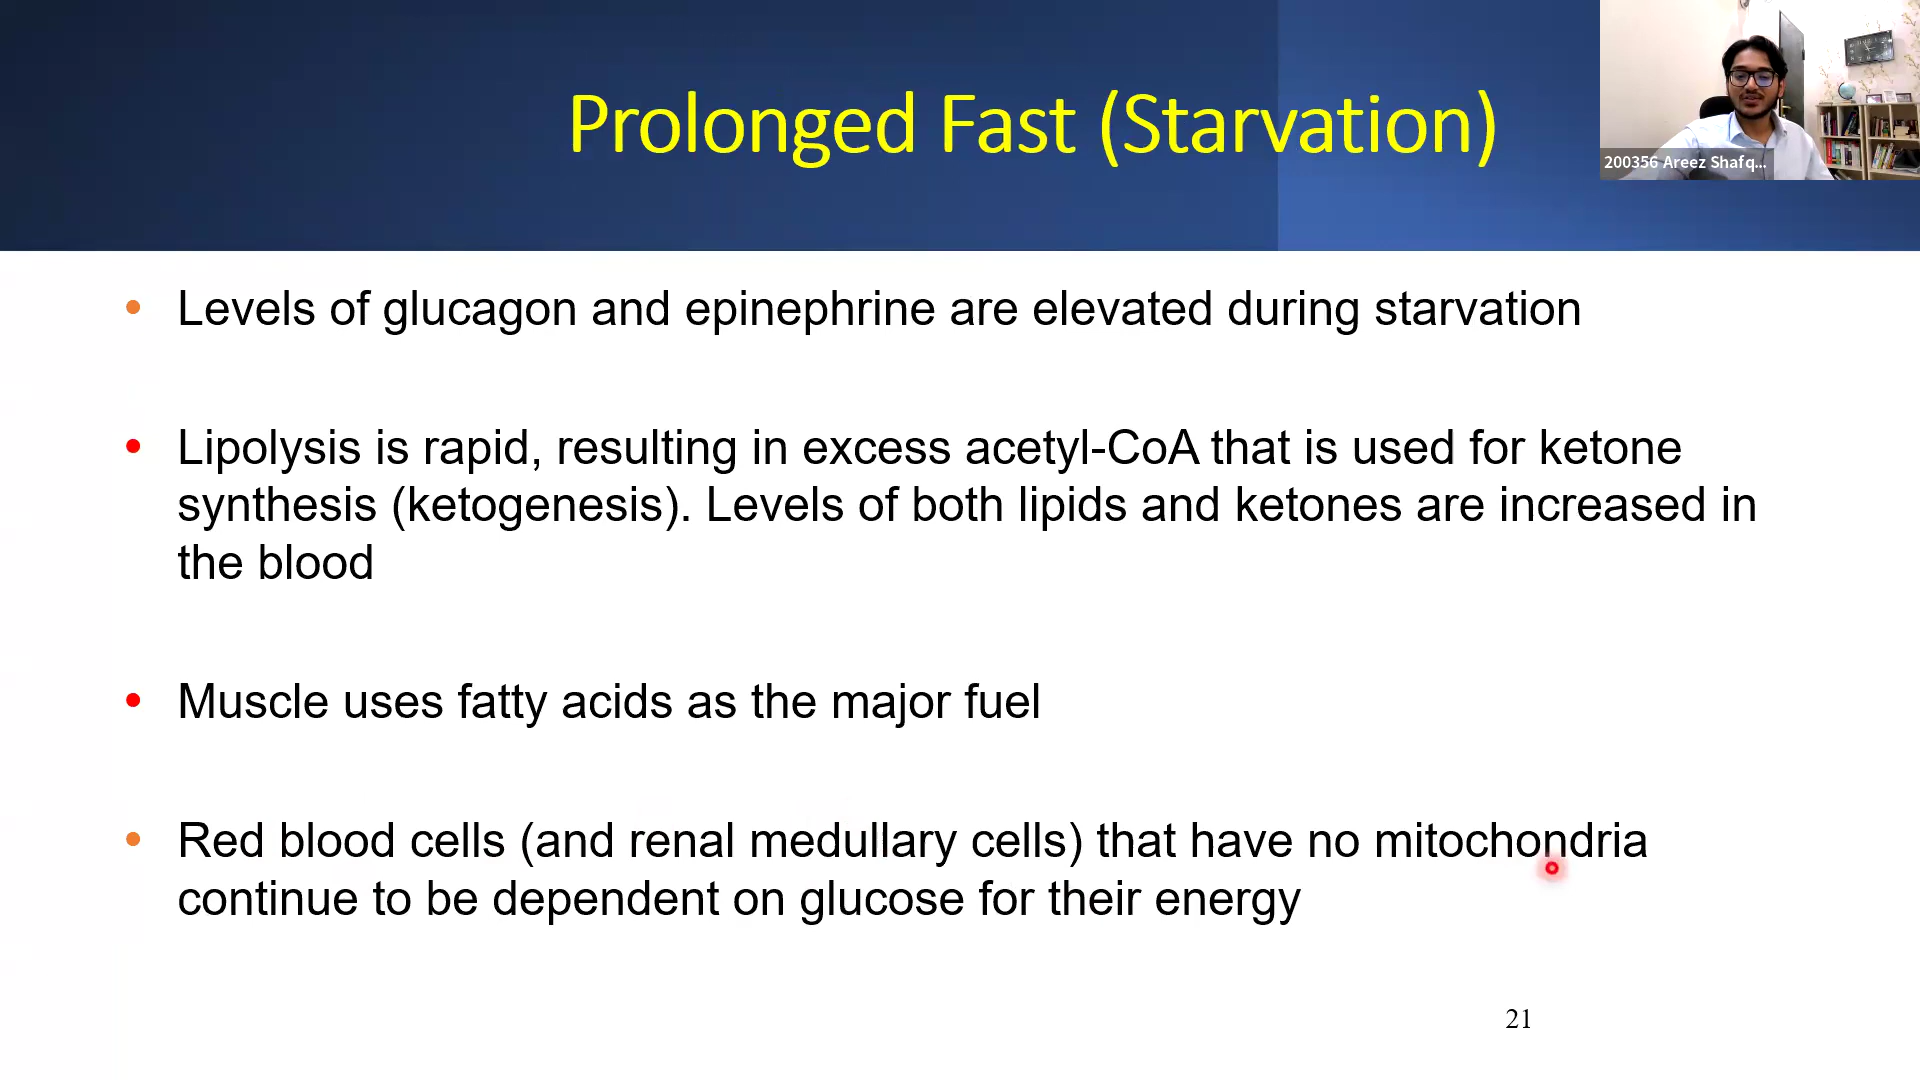 Prolonged Fast (Starvation)
200356 Areez Shafq...
• Levels of glucagon and epinephrine are elevated during starvation
• Lipolysis is rapid, resulting in excess acetyl-CoA that is used for ketone
synthesis (ketogenesis). Levels of both lipids and ketones are increased in
the blood
• Muscle uses fatty acids as the major fuel
• Red blood cells (and renal medullary cells) that have no mitochondria
continue to be dependent on glucose for their energy
21